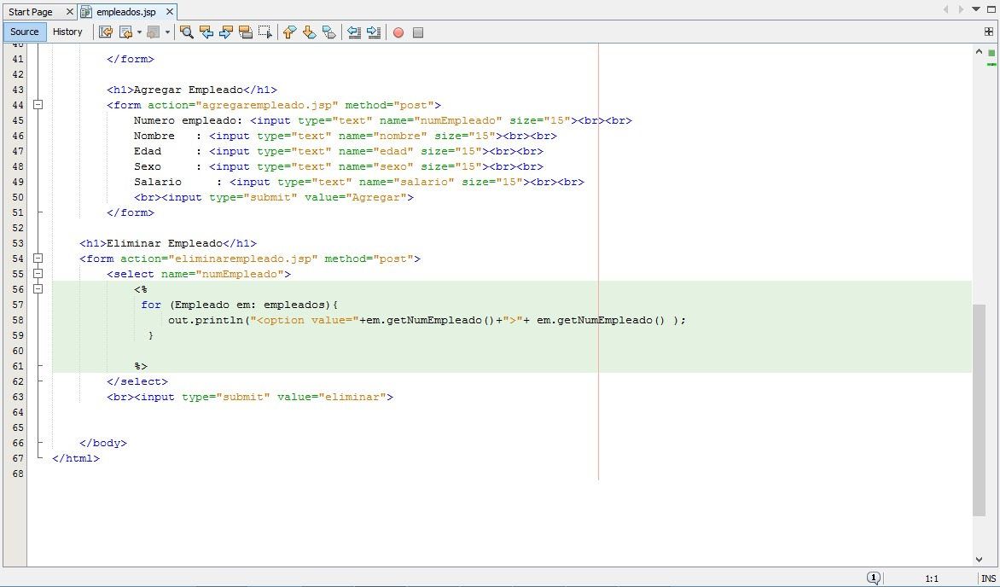 Start Page
empleados.jsp
Source History
40
41 </form>
42
43 <h1>Agregar Empleado</h1>
44 <form action="agregarempleado.jsp" method="post">
45 Numero empleado: <input type="text" name="numEmpleado" size="15"><br><br>
46 Nombre : <input type="text" name="nombre" size="15"><br><br>
47 Edad : <input type="text" name="edad" size="15"><br><br>
48 Sexo : <input type="text" name="sexo" size="15"><br><br>
49 Salario : <input type="text" name="salario" size="15"><br><br>
50 <br><input type="submit" value="Agregar">
51 </form>
52
53 <h1>Eliminar Empleado</h1>
54 <form action="eliminarempleado.jsp" method="post">
55 <select name="numEmpleado">
56 <%
57 for (Empleado em: empleados){
58 out.println("<option value="+em.getNumEmpleado()+">"+ em.getNumEmpleado() );
59 }
60
61 %>
62 </select>
63 <br><input type="submit" value="eliminar">
64
65
66 </body>
67 </html>
68
1 1:1 INS